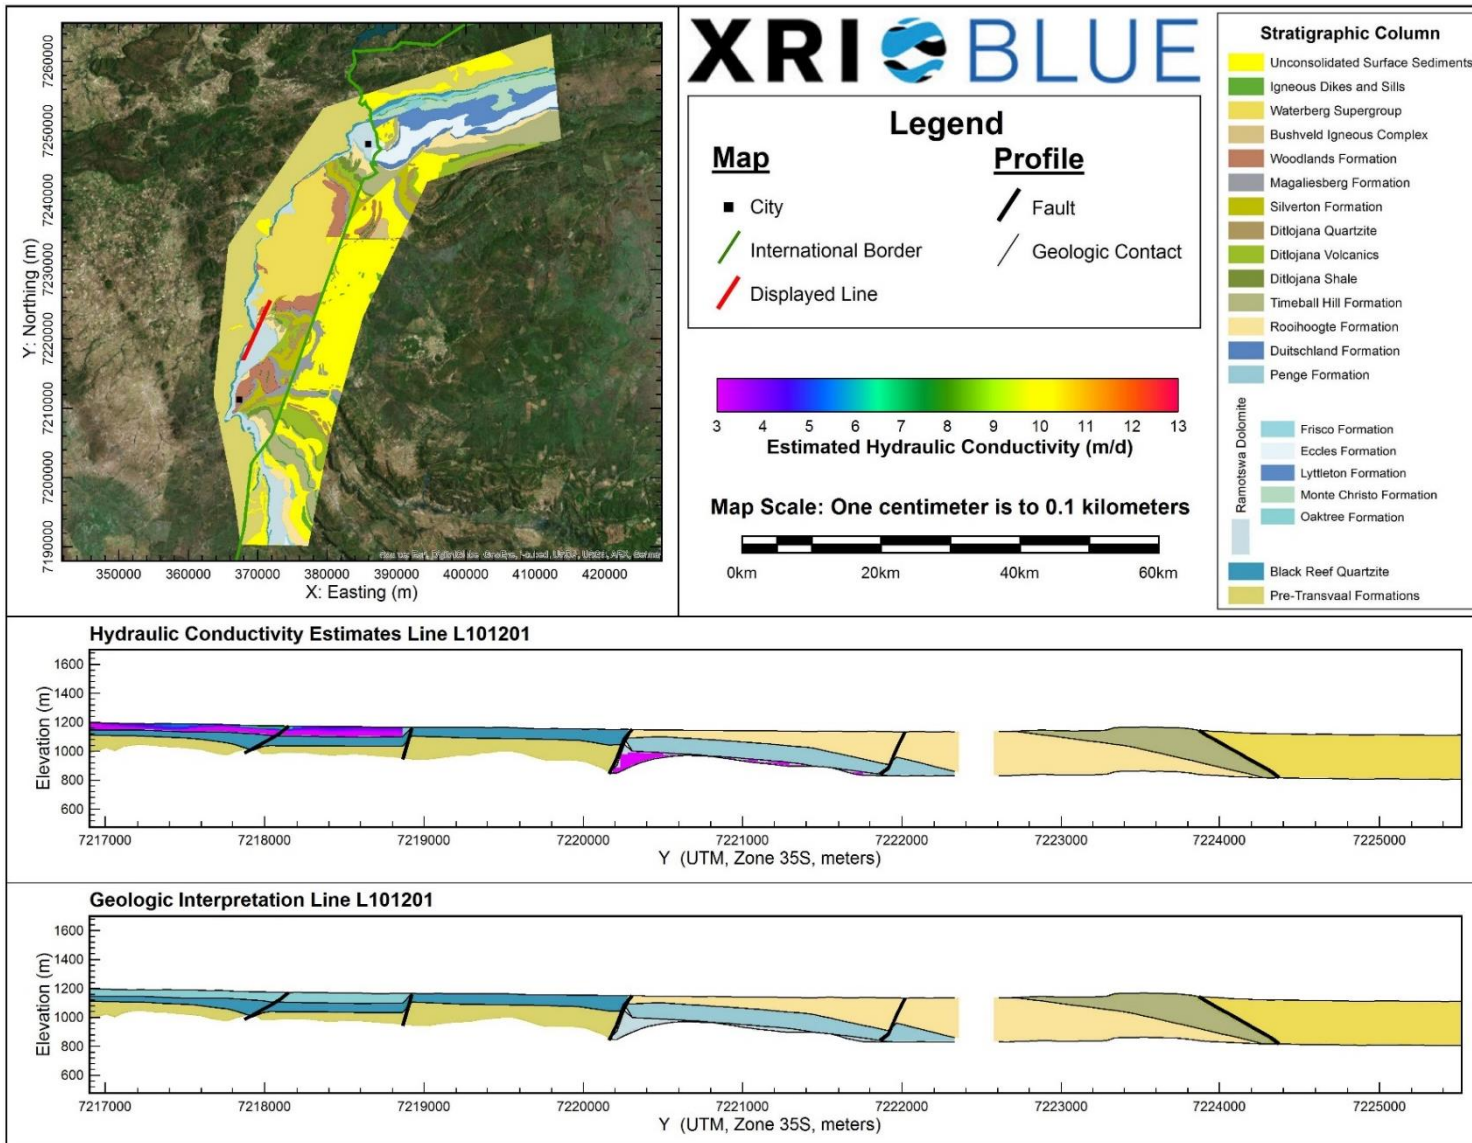 7260000
7250000
7240000
7230000
7220000
7210000
7200000
7190000
Y: Northing (m)
350000 360000 370000 380000 390000 400000 410000 420000
X: Easting (m)
XRI BLUE
Legend
Map
City
International Border
Displayed Line
Profile
Fault
Geologic Contact
3 4 5 6 7 8 9 10 11 12 13
Estimated Hydraulic Conductivity (m/d)
Map Scale: One centimeter is to 0.1 kilometers
0km 20km 40km 60km
Stratigraphic Column
Unconsolidated Surface Sediments
Igneous Dikes and Sills
Waterberg Supergroup
Bushveld Igneous Complex
Woodlands Formation
Magaliesberg Formation
Silverton Formation
Ditlojana Quartzite
Ditlojana Volcanics
Ditlojana Shale
Timeball Hill Formation
Rooihoogte Formation
Duitschland Formation
Penge Formation
Ramotswa Dolomite
Frisco Formation
Eccles Formation
Lyttleton Formation
Monte Christo Formation
Oaktree Formation
Black Reef Quartzite
Pre-Transvaal Formations
Hydraulic Conductivity Estimates Line L101201
Elevation (m)
1600
1400
1200
1000
800
600
7217000 7218000 7219000 7220000 7221000 7222000 7223000 7224000 7225000
Y (UTM, Zone 35S, meters)
Geologic Interpretation Line L101201
Elevation (m)
1600
1400
1200
1000
800
600
7217000 7218000 7219000 7220000 7221000 7222000 7223000 7224000 7225000
Y (UTM, Zone 35S, meters)